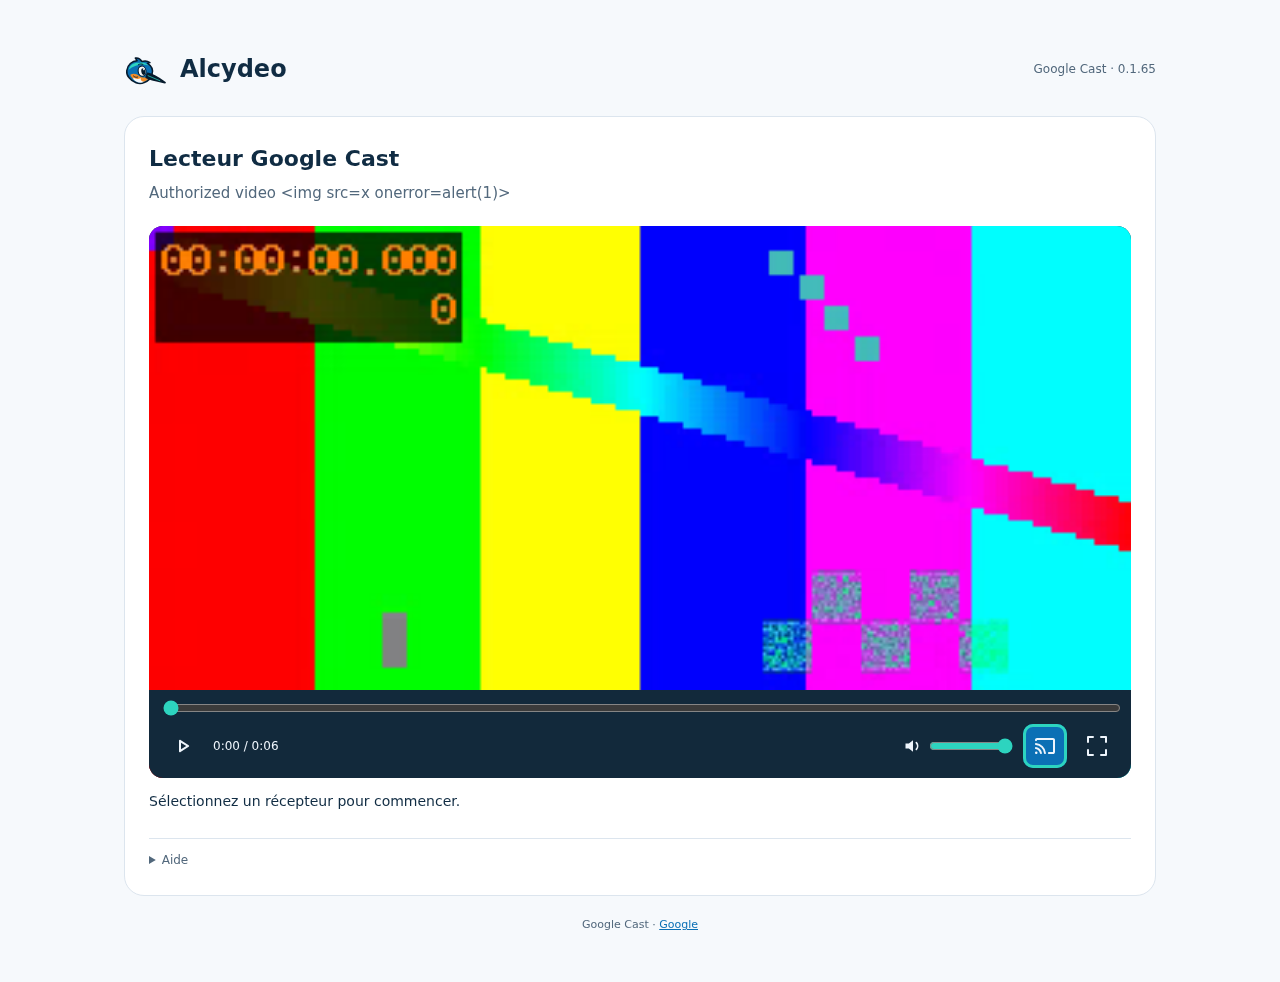 Alcydeo
Google Cast · 0.1.65
Lecteur Google Cast
Authorized video <img src=x onerror=alert(1)>
00:00:00.000
0
0:00 / 0:06
Sélectionnez un récepteur pour commencer.
Aide
Google Cast · Google